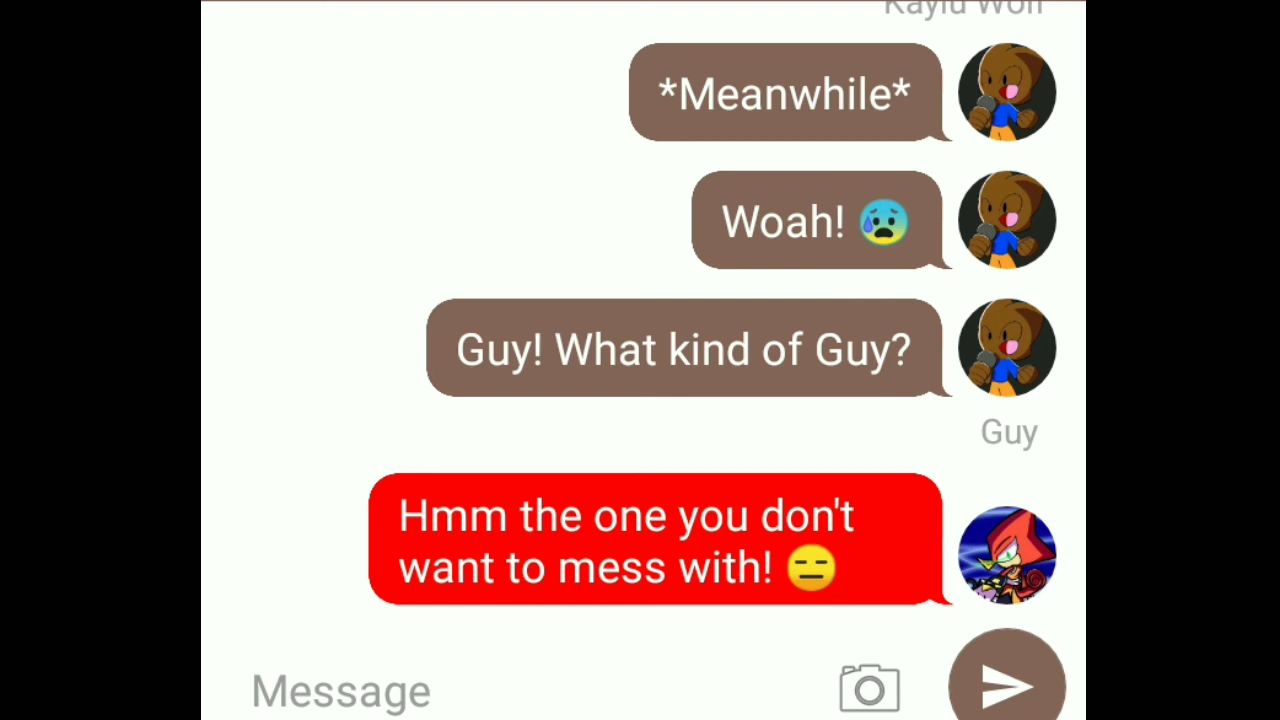 *Meanwhile*
Woah! 😰
Guy! What kind of Guy?
Guy
Hmm the one you don't
want to mess with! 😑
Message